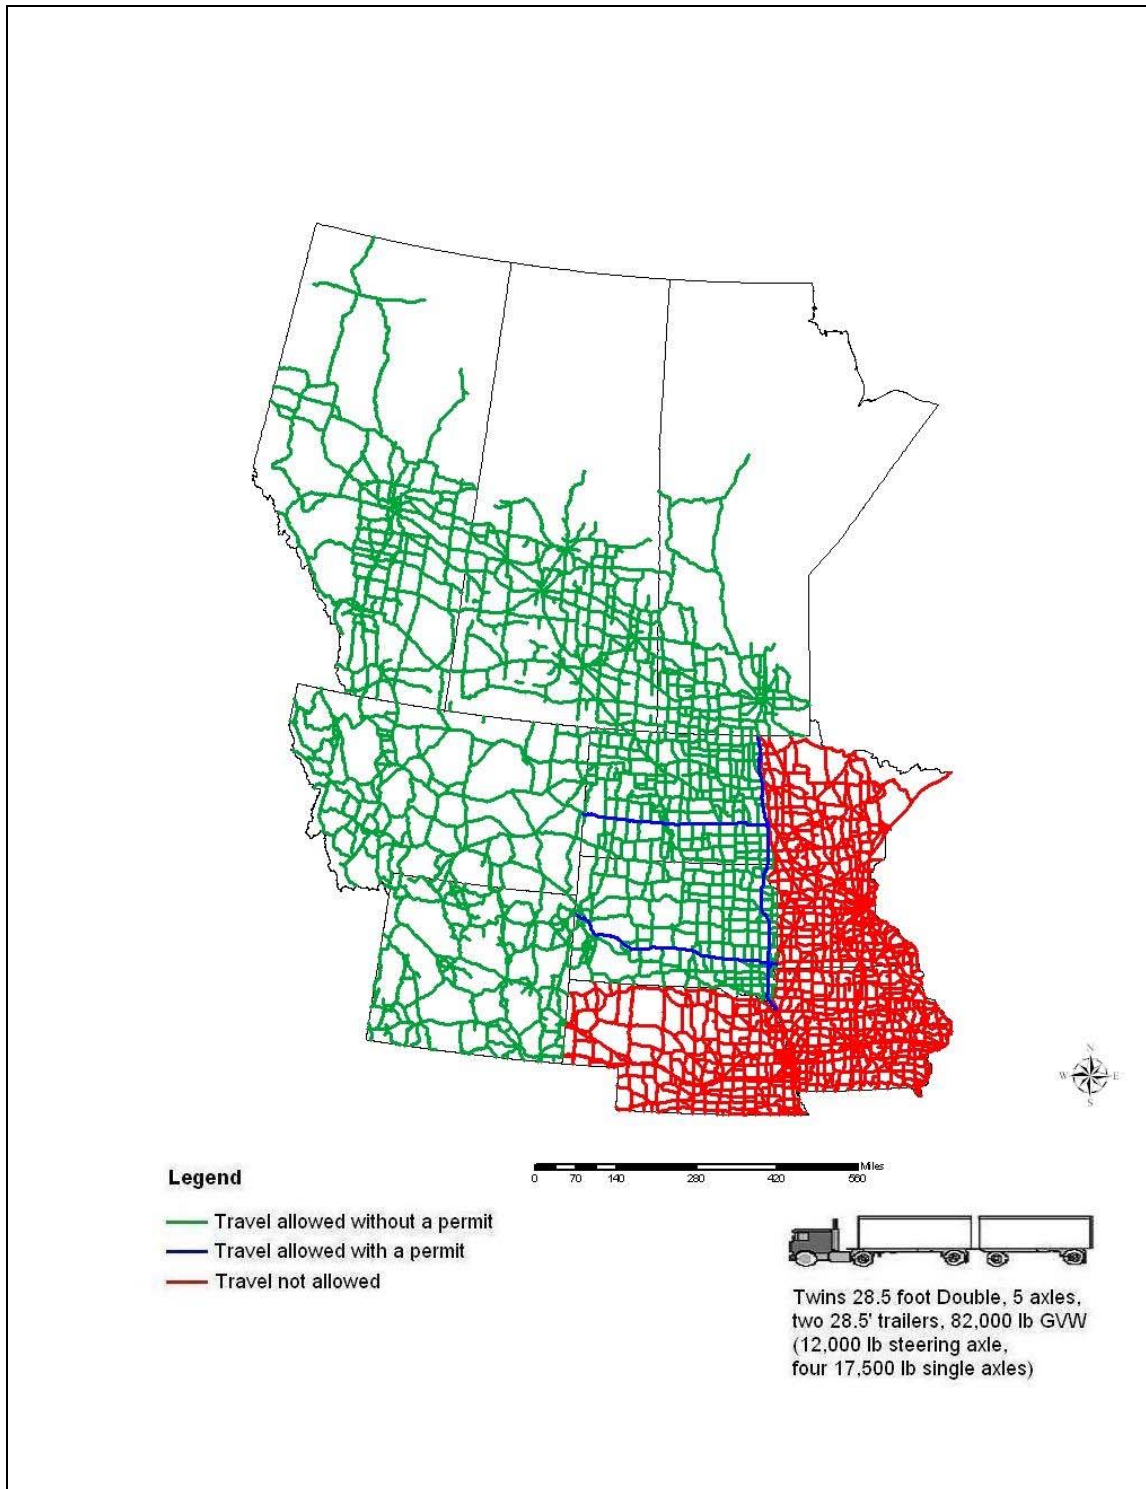 N
W E
S
Miles
0 70 140 280 420 560
Legend
Travel allowed without a permit
Travel allowed with a permit
Travel not allowed
Twins 28.5 foot Double, 5 axles,
two 28.5' trailers, 82,000 lb GVW
(12,000 lb steering axle,
four 17,500 lb single axles)